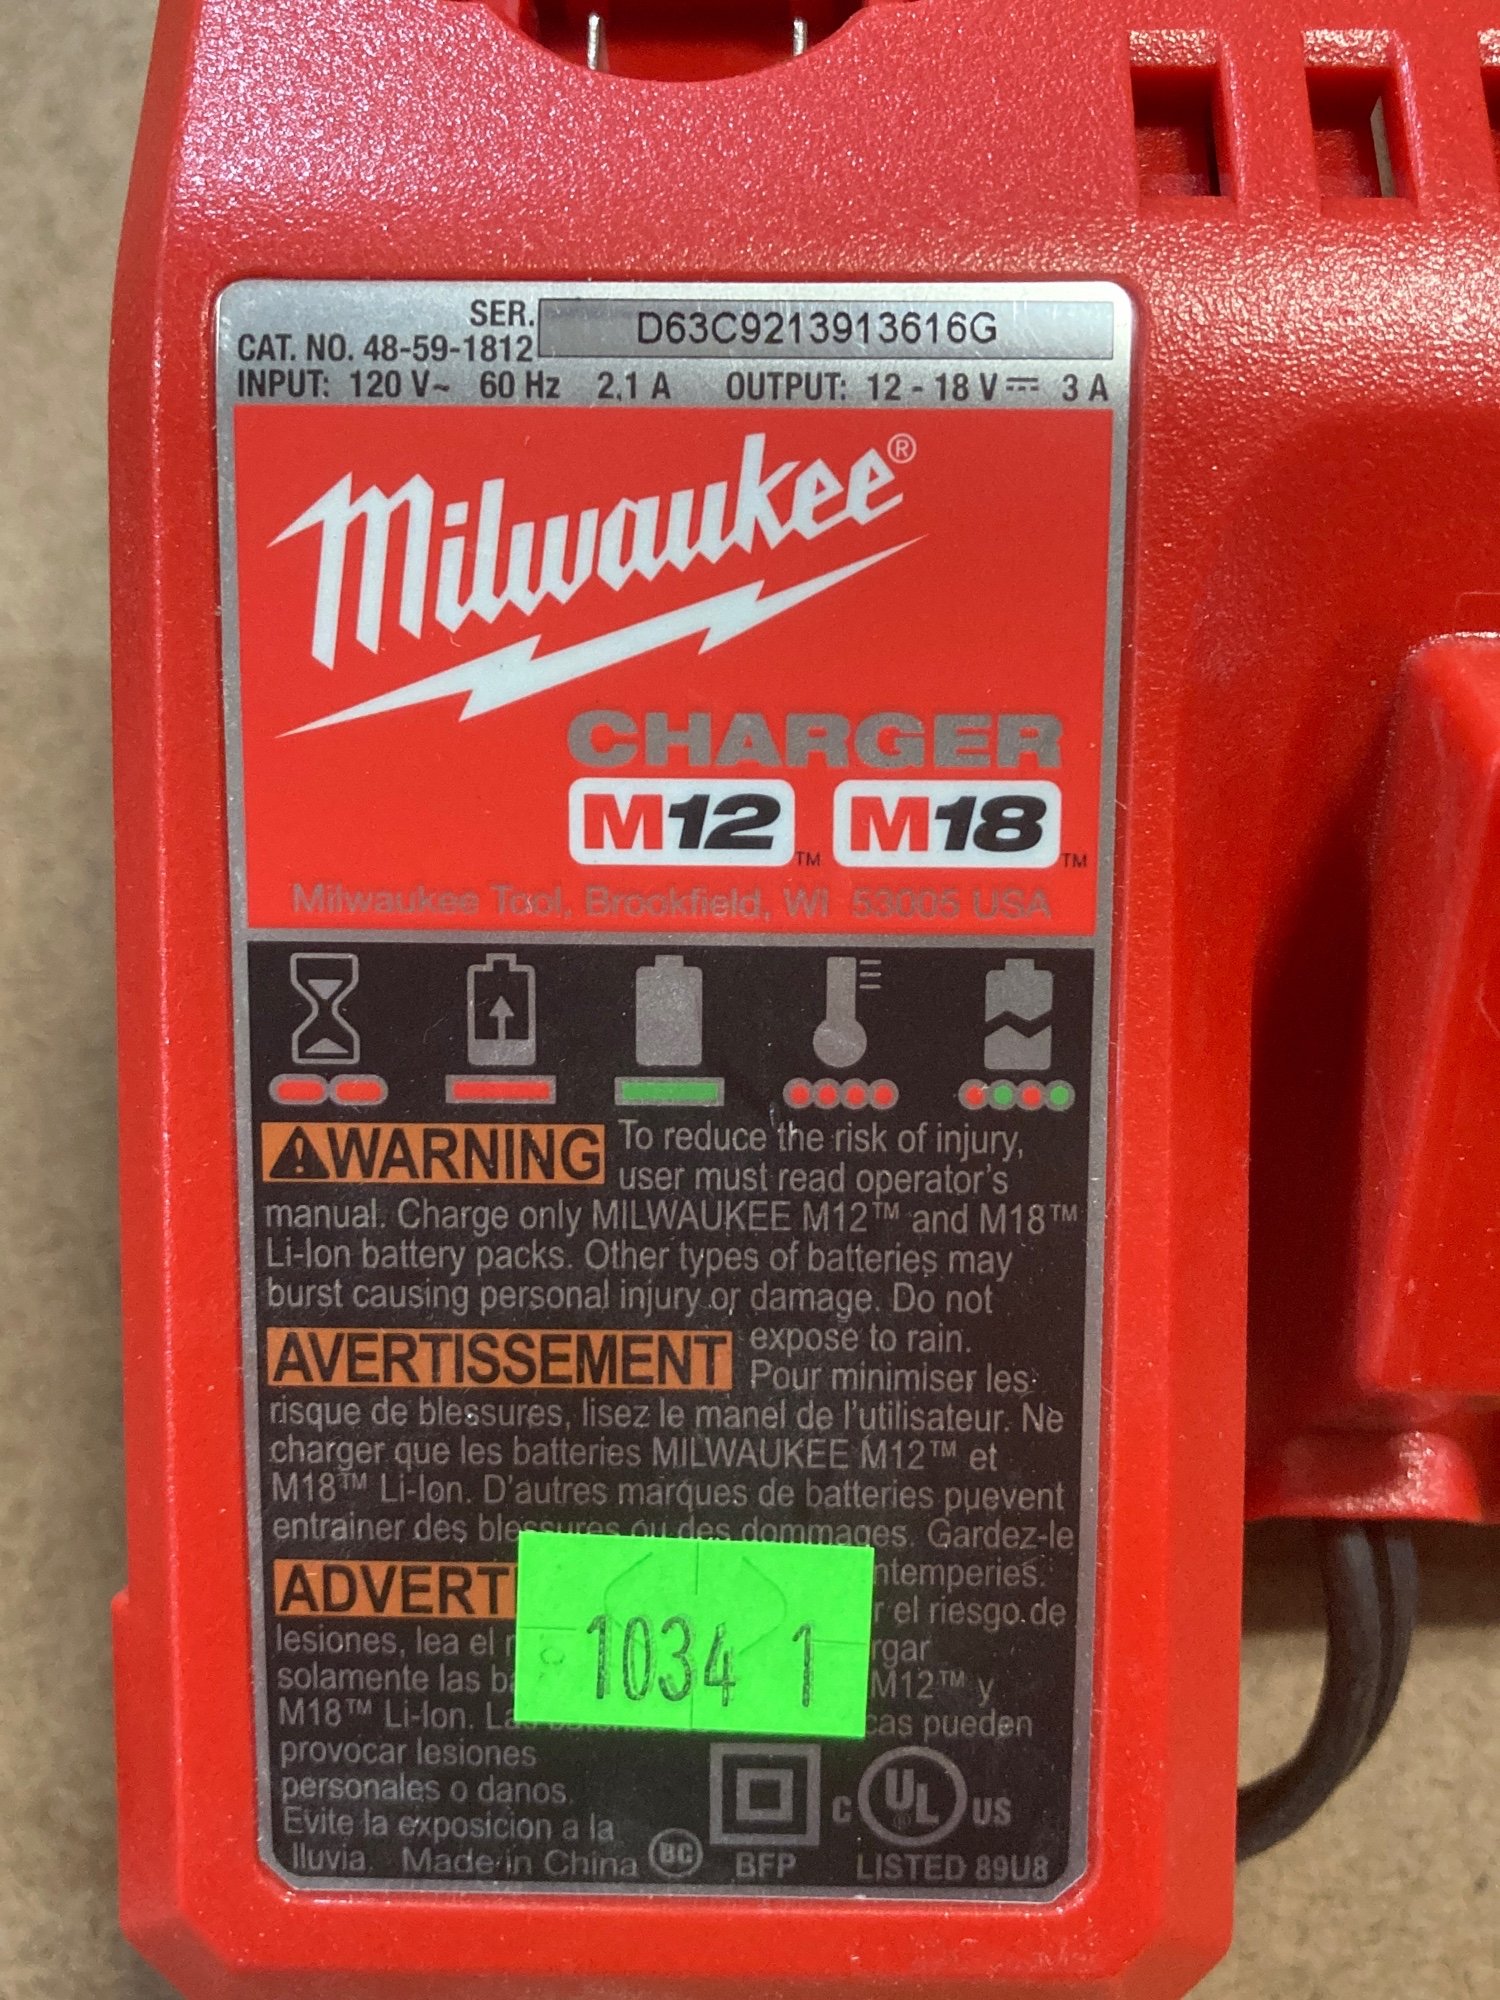 SER. D63C9213913616G
CAT. NO. 48-59-1812
INPUT: 120 V~ 60 Hz 2,1 A OUTPUT: 12 - 18 V ⎓ 3 A
Milwaukee®
CHARGER
M12™ M18™
Milwaukee Tool, Brookfield, WI 53005 USA
WARNING To reduce the risk of injury,
user must read operator's
manual. Charge only MILWAUKEE M12™ and M18™
Li-Ion battery packs. Other types of batteries may
burst causing personal injury or damage. Do not
expose to rain.
AVERTISSEMENT Pour minimiser les
risque de blessures, lisez le manel de l'utilisateur. Ne
charger que les batteries MILWAUKEE M12™ et
M18™ Li-Ion. D'autres marques de batteries puevent
entrainer des blessures ou des dommages. Gardez-le
ntemperies.
ADVERT r el riesgo de
lesiones, lea el rgar
solamente las ba M12™ y
M18™ Li-Ion. La cas pueden
provocar lesiones
personales o danos.
Evite la exposicion a la
lluvia. Made in China BC
BFP
C UL US
LISTED 89U8
1034 1